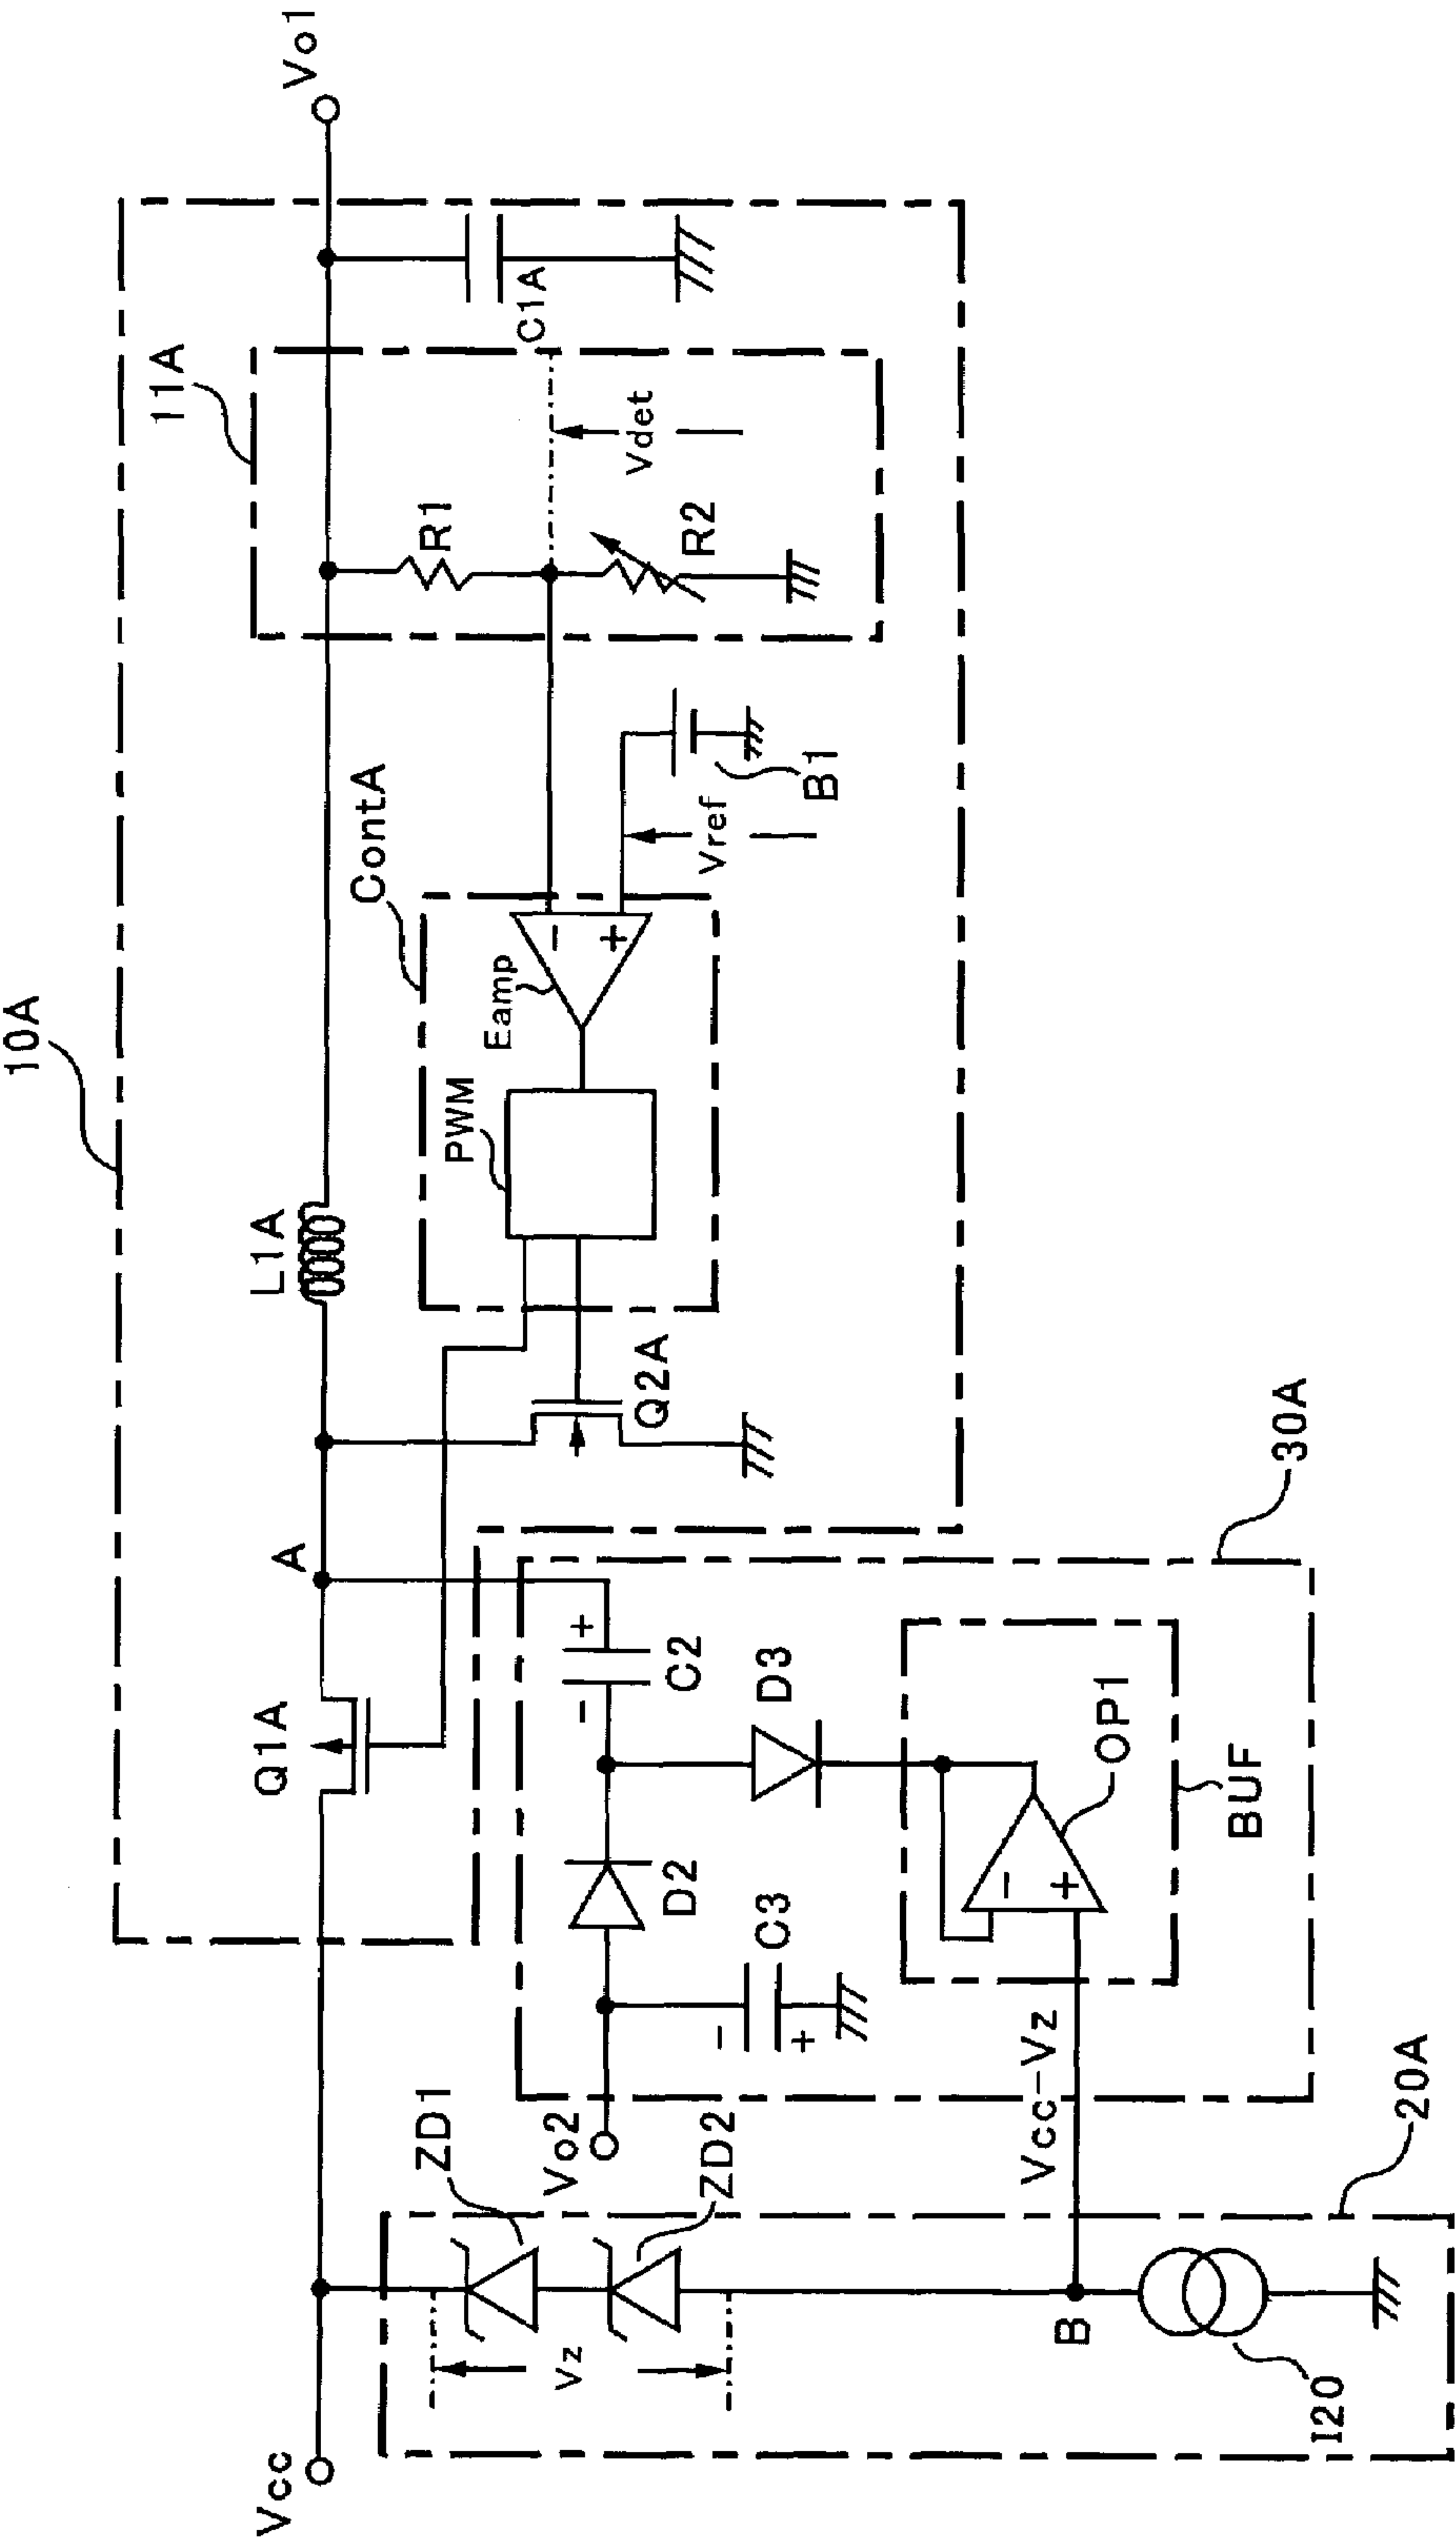 10A
11A
Vo1
Vcc
Q1A
A
L1A
ContA
PWM
Eamp
-
+
R1
C1A
Vdet
R2
Vref
B1
Q2A
30A
+
-
C2
D2
D3
C3
-
+
Vo2
BUF
OP1
-
+
Vcc-Vz
ZD1
ZD2
Vz
B
I20
20A